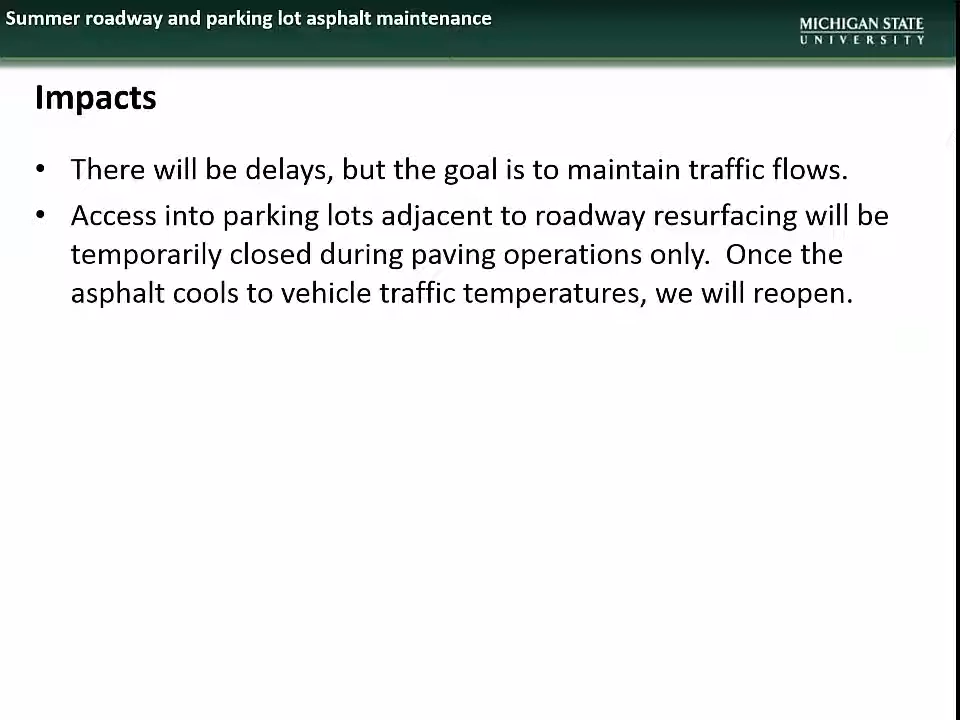 Summer roadway and parking lot asphalt maintenance
MICHIGAN STATE
UNIVERSITY
Impacts
• There will be delays, but the goal is to maintain traffic flows.
• Access into parking lots adjacent to roadway resurfacing will be
temporarily closed during paving operations only.  Once the
asphalt cools to vehicle traffic temperatures, we will reopen.